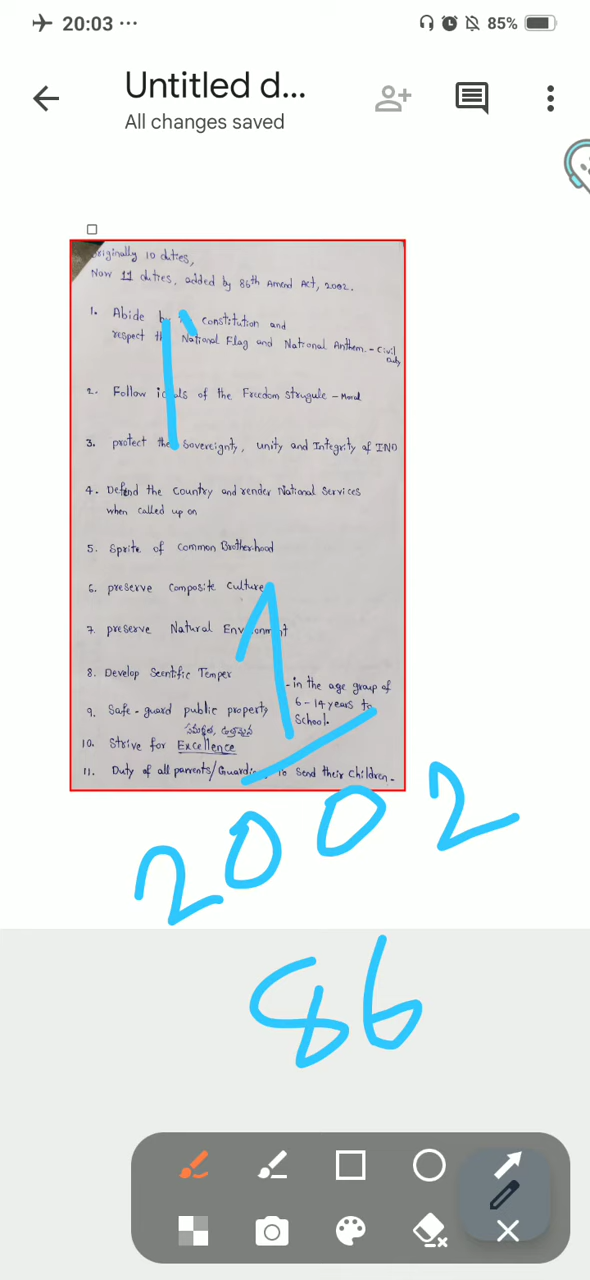 20:03 ...
85%
Untitled d...
All changes saved
originally 10 duties,
Now 11 duties, added by 86th Amend Act, 2002.
1. Abide by Constitution and
respect the National Flag and National Anthem. - Civil
duty
2. Follow ideals of the Freedom strugule - Moral
3. protect the Sovereignty, unity and Integrity of IND
4. Defend the Country and render National Services
when called up on
5. Sprite of Common Brotherhood
6. preserve Composite Culture
7. preserve Natural Environment
8. Develop Scentific Temper
- in the age group of
9. Safe-guard public property
6-14 years to
School.
10. Strive for Excellence
11. Duty of all parents/Guardians to Send their Children -
1
1
2002
86